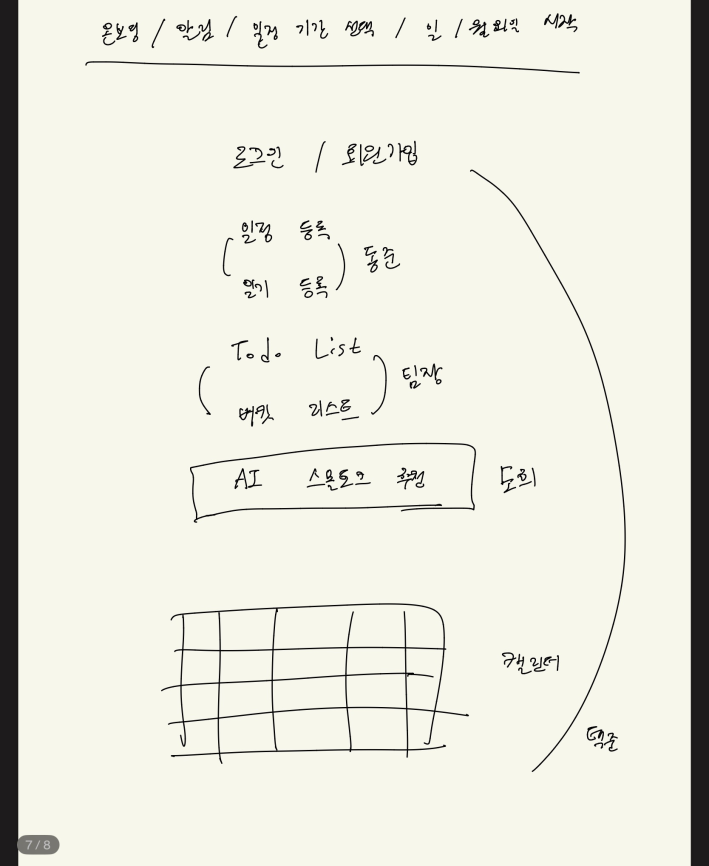 온보딩 / 알림 / 일정 기간 선택 / 일 / 월요일 시작
로그인 / 회원가입
일정 등록
동준
일기 등록
Todo List
팀장
버킷 리스트
AI 스몰토크 추천
도희
캘린더
택준
7 / 8